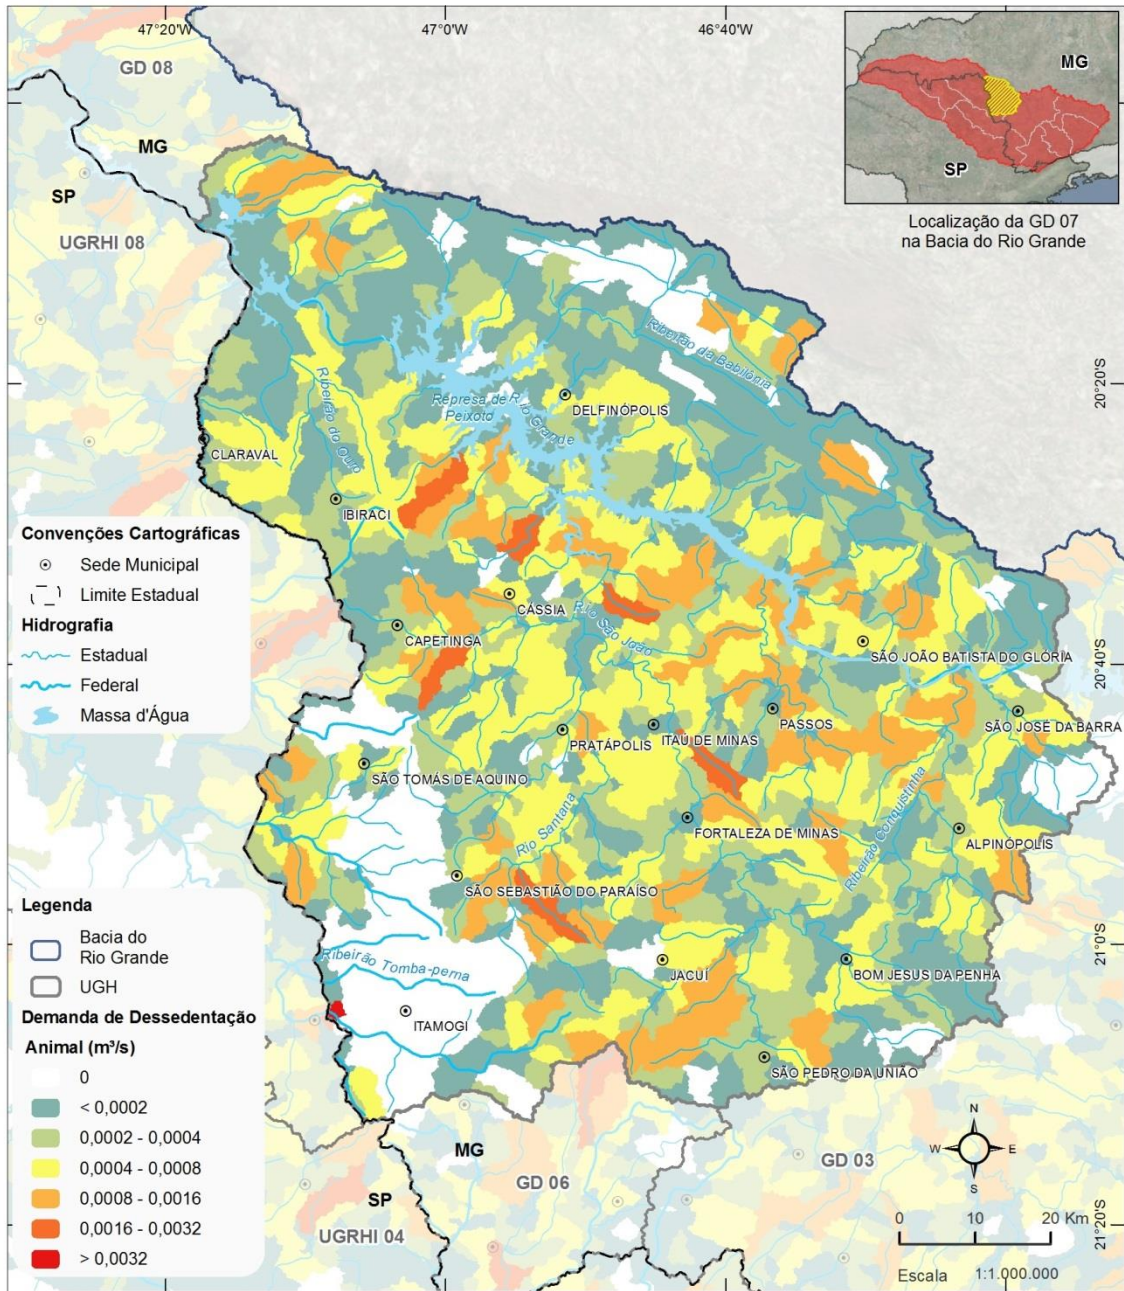 47°20'W
47°0'W
46°40'W
GD 08
MG
SP
UGRHI 08
MG
SP
Localização da GD 07
na Bacia do Rio Grande
Ribeirão da Babilônia
20°20'S
Represa de
Peixoto
Rio Grande
DELFINÓPOLIS
Ribeirão do Ouro
CLARAVAL
IBIRACI
Convenções Cartográficas
Sede Municipal
Limite Estadual
Hidrografia
Estadual
Federal
Massa d'Água
CÁSSIA
CAPETINGA
Rio São João
SÃO JOÃO BATISTA DO GLÓRIA
20°40'S
PASSOS
SÃO JOSÉ DA BARRA
PRATÁPOLIS
ITAÚ DE MINAS
SÃO TOMÁS DE AQUINO
Rio Santana
FORTALEZA DE MINAS
Ribeirão Conquistinha
ALPINÓPOLIS
SÃO SEBASTIÃO DO PARAÍSO
Legenda
Bacia do
Rio Grande
UGH
Demanda de Dessedentação
Animal (m³/s)
0
< 0,0002
0,0002 - 0,0004
0,0004 - 0,0008
0,0008 - 0,0016
0,0016 - 0,0032
> 0,0032
Ribeirão Tomba-perna
JACUÍ
BOM JESUS DA PENHA
21°0'S
ITAMOGI
SÃO PEDRO DA UNIÃO
MG
GD 06
GD 03
SP
UGRHI 04
N
W
E
S
0
10
20 Km
21°20'S
Escala
1:1.000.000